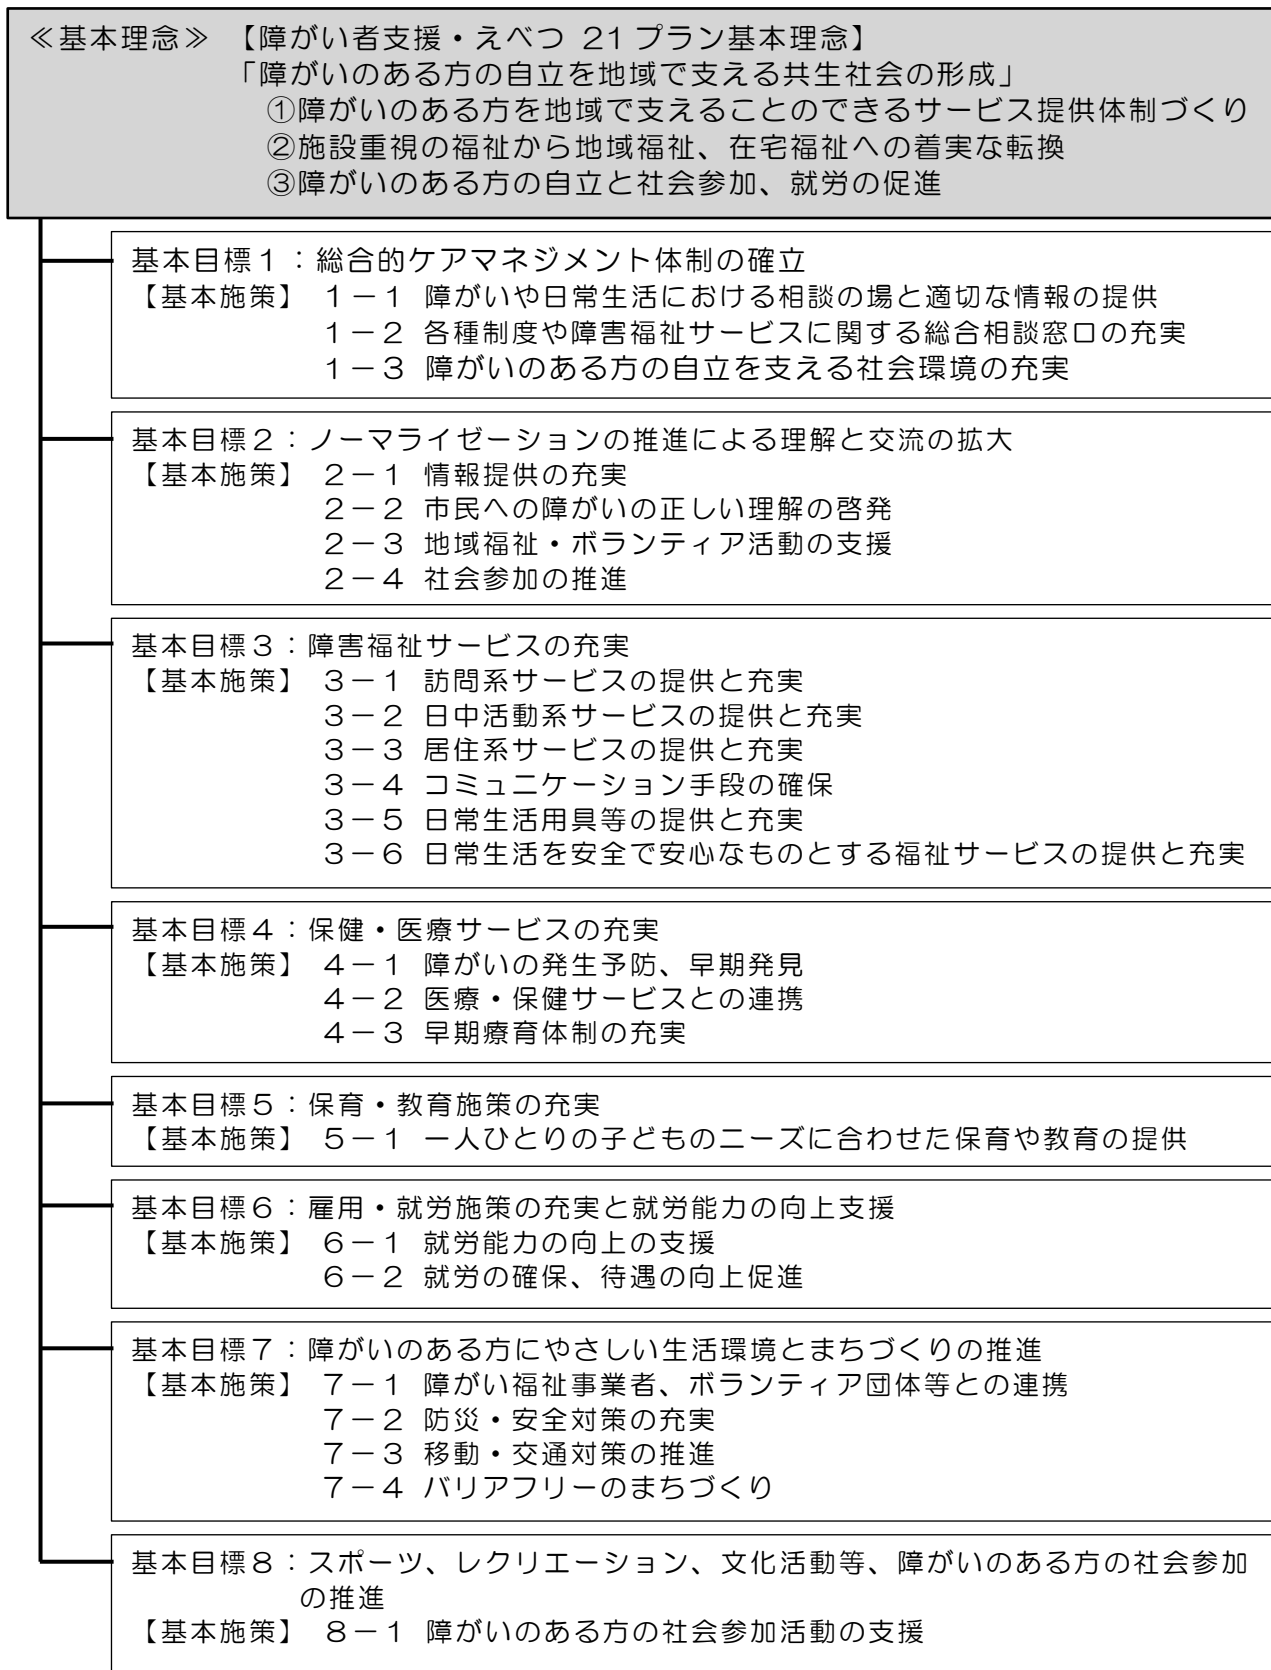 ≪基本理念≫ 【障がい者支援・えべつ 21プラン基本理念】
「障がいのある方の自立を地域で支える共生社会の形成」
①障がいのある方を地域で支えることのできるサービス提供体制づくり
②施設重視の福祉から地域福祉、在宅福祉への着実な転換
③障がいのある方の自立と社会参加、就労の促進
基本目標１：総合的ケアマネジメント体制の確立
【基本施策】 １－１ 障がいや日常生活における相談の場と適切な情報の提供
１－２ 各種制度や障害福祉サービスに関する総合相談窓口の充実
１－３ 障がいのある方の自立を支える社会環境の充実
基本目標２：ノーマライゼーションの推進による理解と交流の拡大
【基本施策】 ２－１ 情報提供の充実
２－２ 市民への障がいの正しい理解の啓発
２－３ 地域福祉・ボランティア活動の支援
２－４ 社会参加の推進
基本目標３：障害福祉サービスの充実
【基本施策】 ３－１ 訪問系サービスの提供と充実
３－２ 日中活動系サービスの提供と充実
３－３ 居住系サービスの提供と充実
３－４ コミュニケーション手段の確保
３－５ 日常生活用具等の提供と充実
３－６ 日常生活を安全で安心なものとする福祉サービスの提供と充実
基本目標４：保健・医療サービスの充実
【基本施策】 ４－１ 障がいの発生予防、早期発見
４－２ 医療・保健サービスとの連携
４－３ 早期療育体制の充実
基本目標５：保育・教育施策の充実
【基本施策】 ５－１ 一人ひとりの子どものニーズに合わせた保育や教育の提供
基本目標６：雇用・就労施策の充実と就労能力の向上支援
【基本施策】 ６－１ 就労能力の向上の支援
６－２ 就労の確保、待遇の向上促進
基本目標７：障がいのある方にやさしい生活環境とまちづくりの推進
【基本施策】 ７－１ 障がい福祉事業者、ボランティア団体等との連携
７－２ 防災・安全対策の充実
７－３ 移動・交通対策の推進
７－４ バリアフリーのまちづくり
基本目標８：スポーツ、レクリエーション、文化活動等、障がいのある方の社会参加
の推進
【基本施策】 ８－１ 障がいのある方の社会参加活動の支援